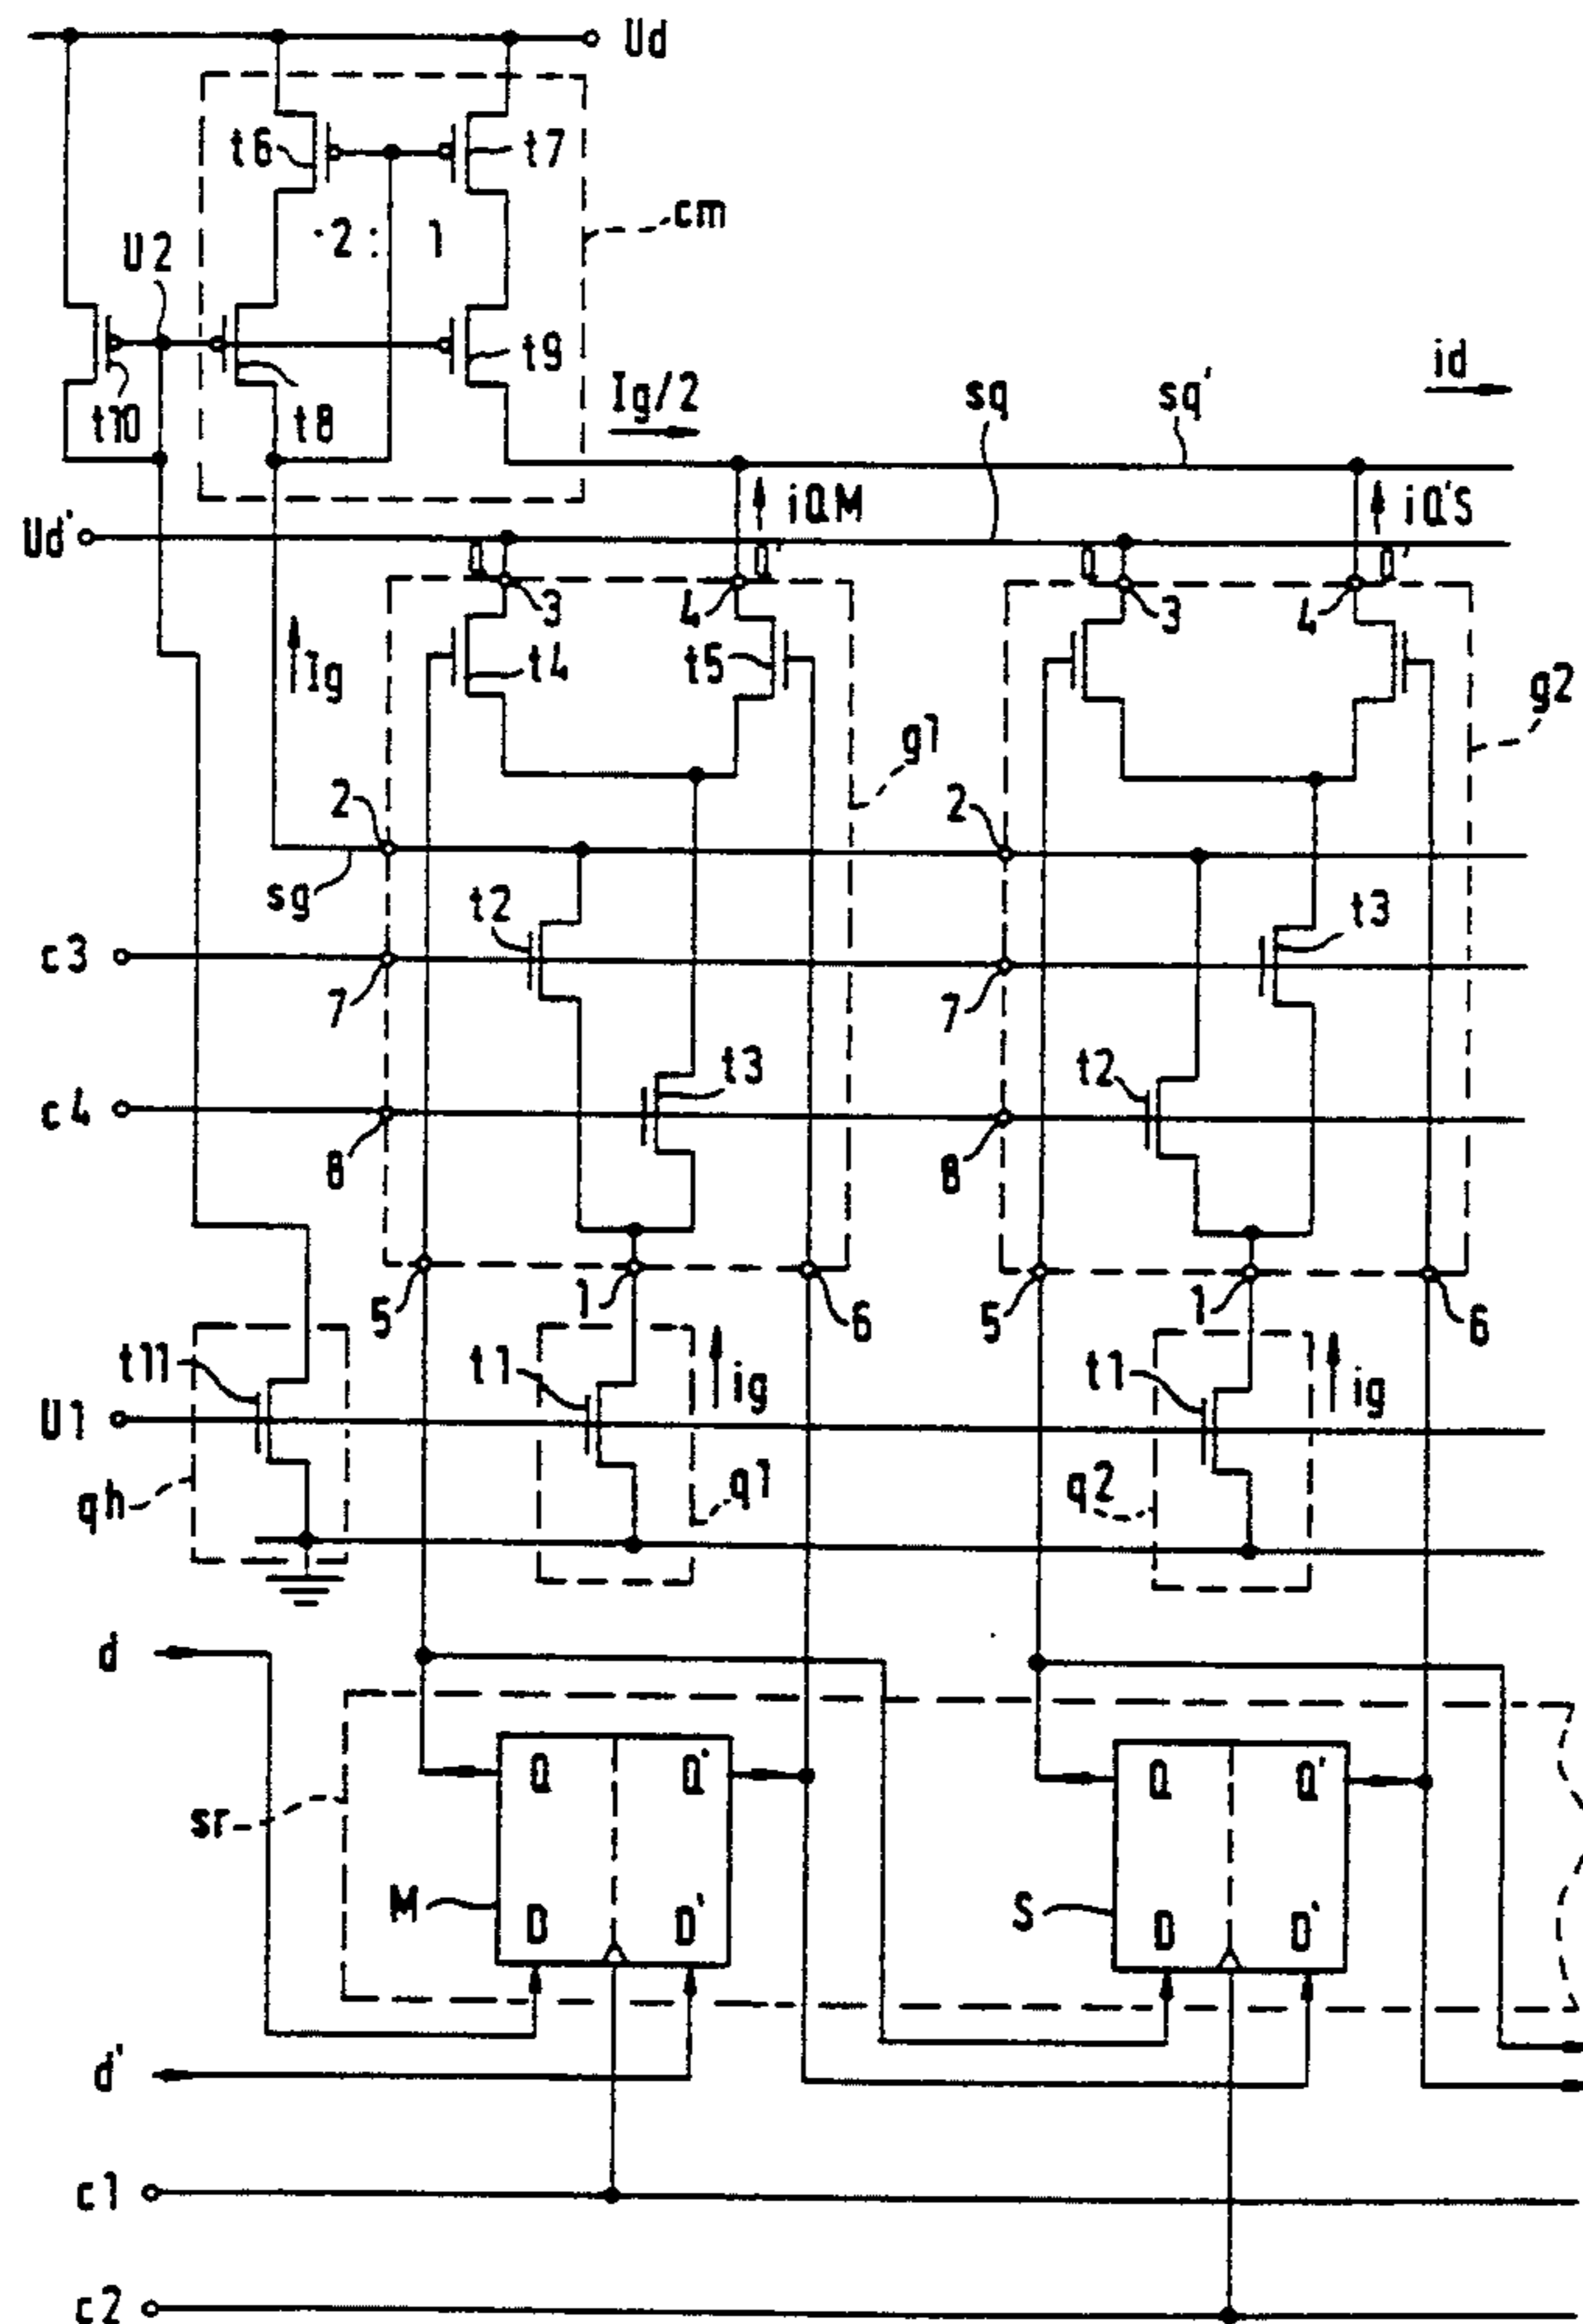 Ud
t6
t7
2 : 1
cm
U2
t9
t10
t8
Ig/2
sq
sq'
id
Ud'
iQM
iQ'S
3
4
3
4
Ig
t4
t5
g1
g2
2
2
sg
t2
t3
c3
7
7
t3
t2
c4
8
8
5
1
6
5
1
6
t11
t1
ig
t1
ig
U1
qh
q1
q2
d
Q
Q'
Q
Q'
sr
M
D
D'
S
D
D'
d'
c1
c2